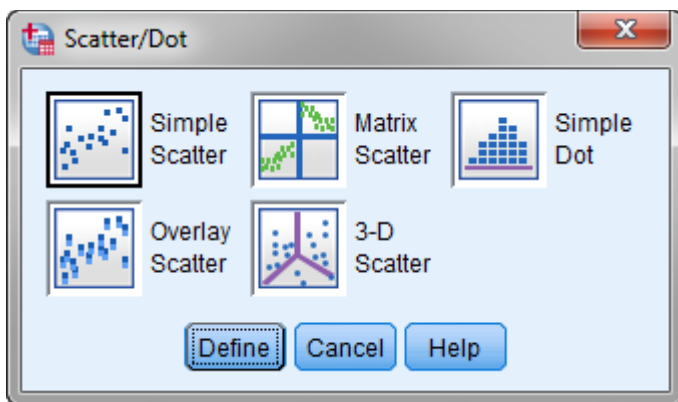 Scatter/Dot
Simple
Scatter
Matrix
Scatter
Simple
Dot
Overlay
Scatter
3-D
Scatter
Define
Cancel
Help